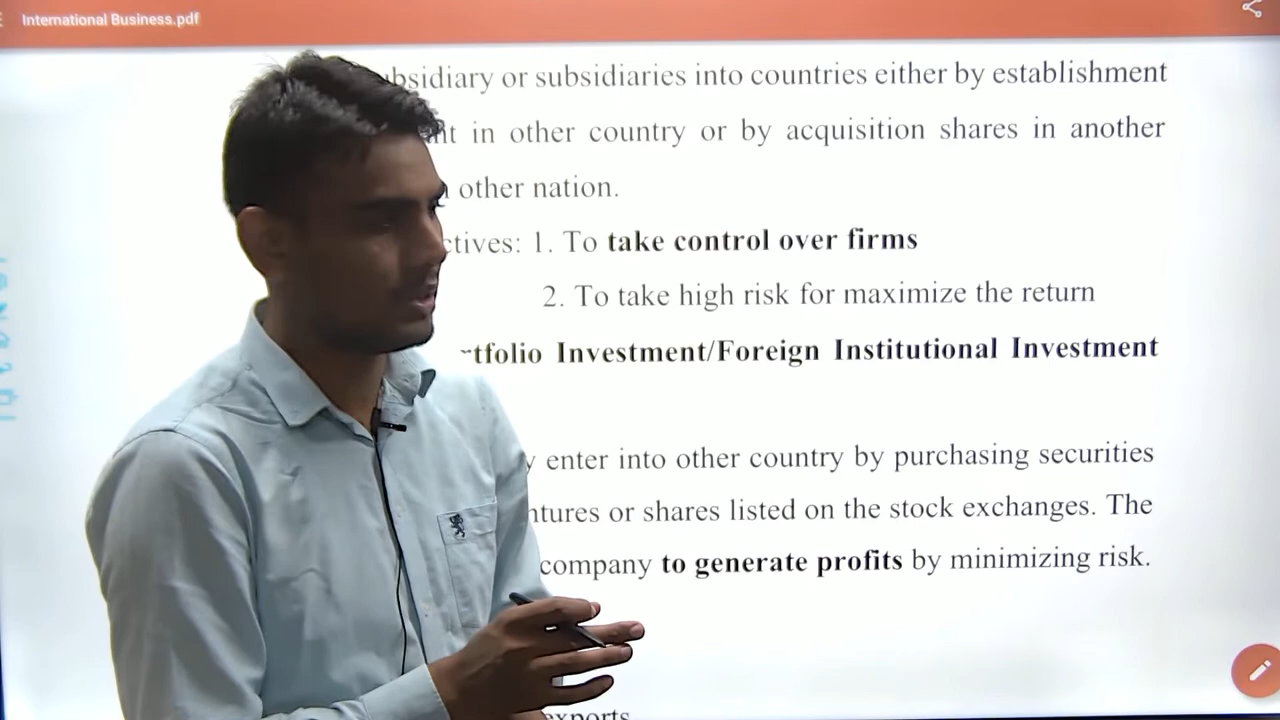 International Business.pdf
bsidiary or subsidiaries into countries either by establishment
nt in other country or by acquisition shares in another
other nation.
ctives: 1. To take control over firms
2. To take high risk for maximize the return
tfolio Investment/Foreign Institutional Investment
y enter into other country by purchasing securities
ntures or shares listed on the stock exchanges. The
company to generate profits by minimizing risk.
exports